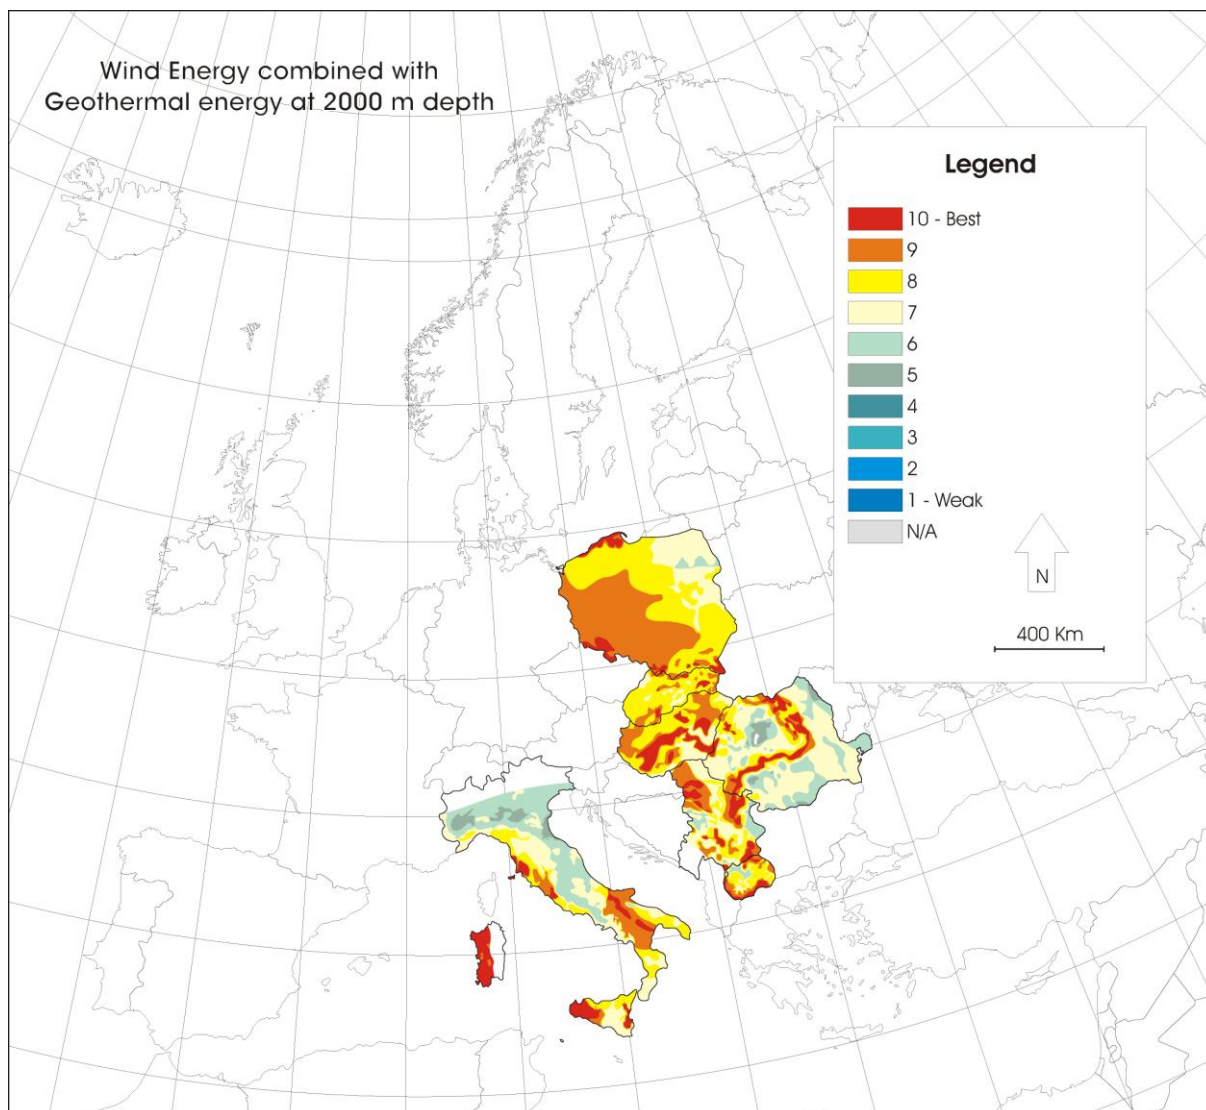 Wind Energy combined with
Geothermal energy at 2000 m depth
Legend
10 - Best
9
8
7
6
5
4
3
2
1 - Weak
N/A
N
400 Km